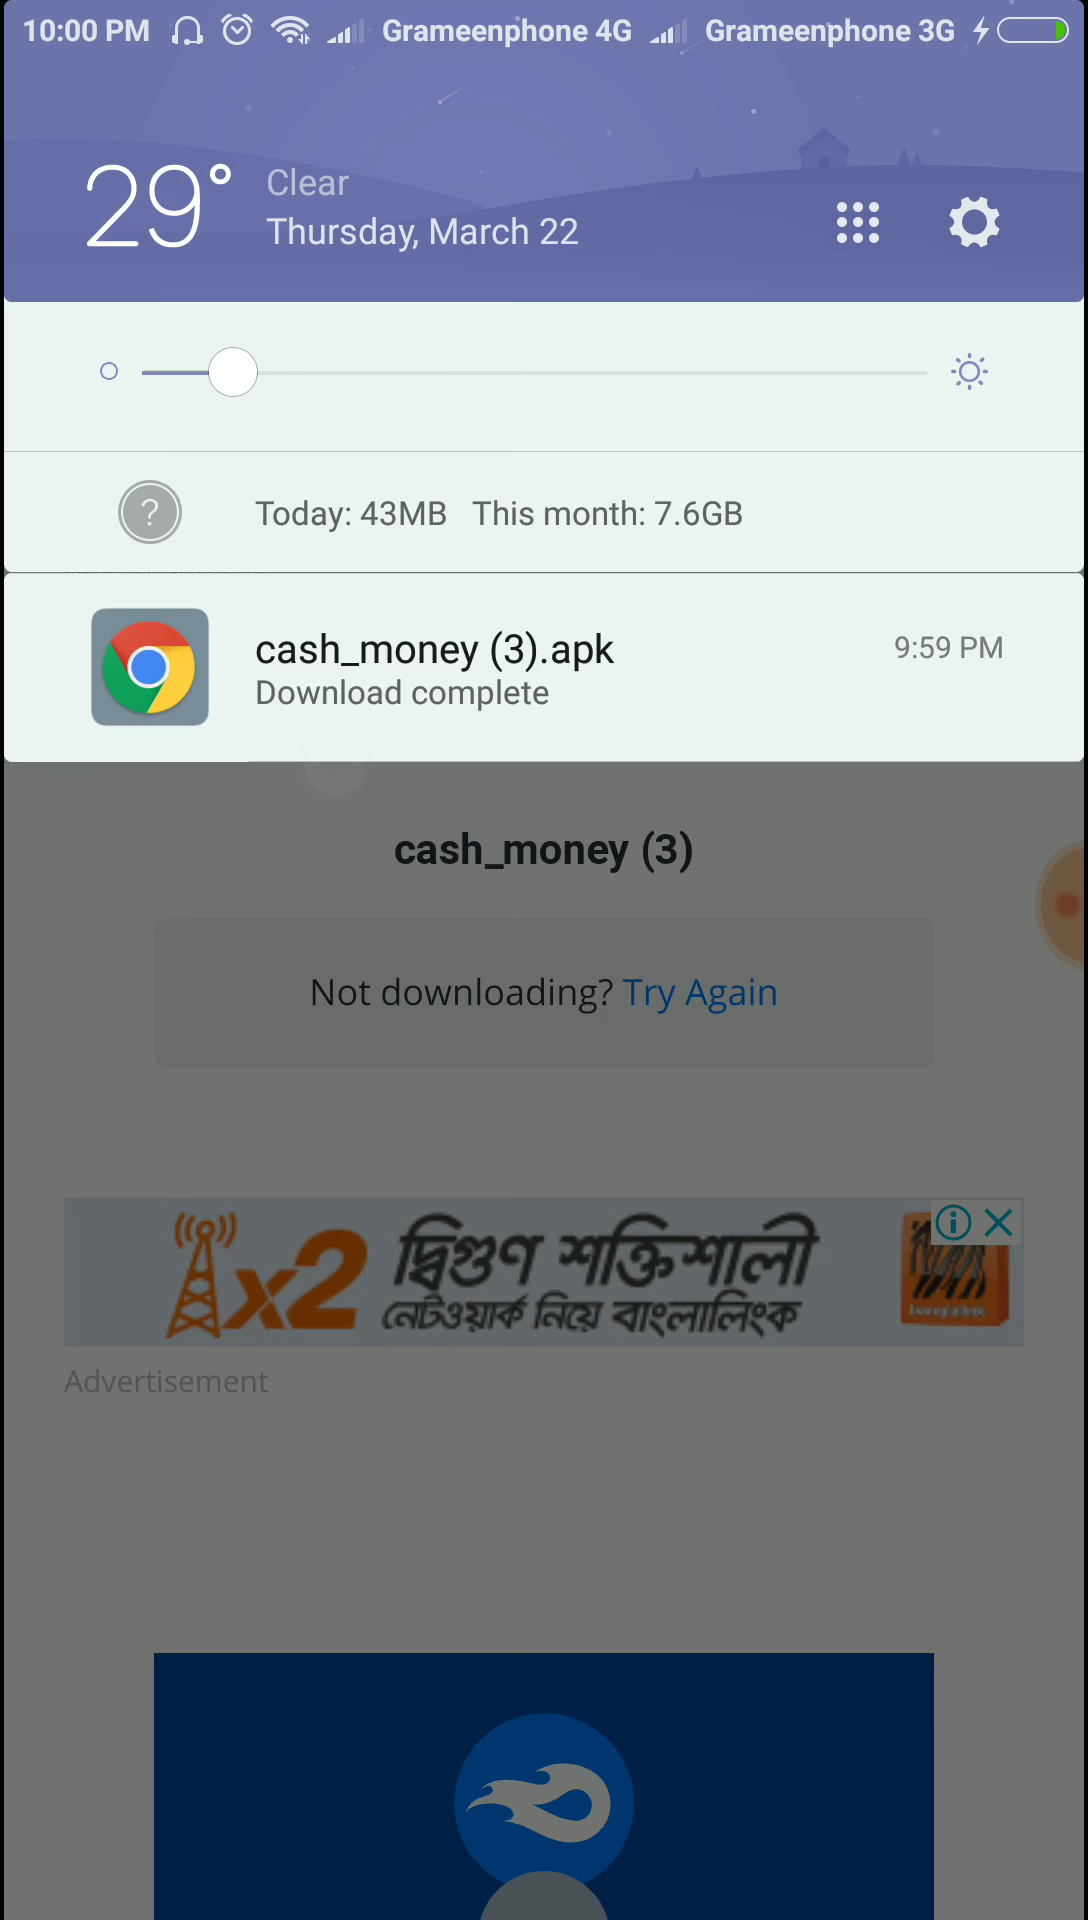 10:00 PM Grameenphone 4G Grameenphone 3G
29°
Clear
Thursday, March 22
? Today: 43MB This month: 7.6GB
cash_money (3).apk 9:59 PM
Download complete
cash_money (3)
Not downloading? Try Again
x2 দ্বিগুণ শক্তিশালী
নেটওয়ার্ক নিয়ে বাংলালিংক
banglalink
Advertisement